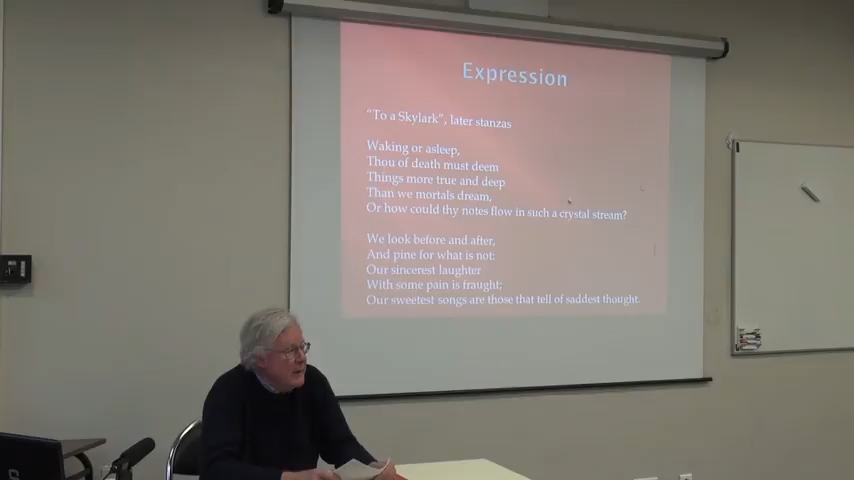 Expression
“To a Skylark”, later stanzas
Waking or asleep,
Thou of death must deem
Things more true and deep
Than we mortals dream,
Or how could thy notes flow in such a crystal stream?
We look before and after,
And pine for what is not:
Our sincerest laughter
With some pain is fraught;
Our sweetest songs are those that tell of saddest thought.